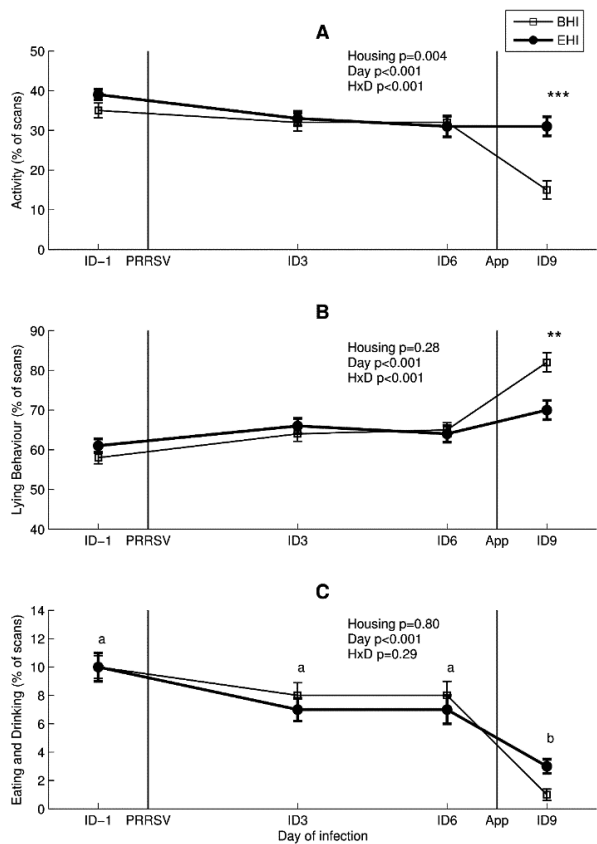 BHI
EHI
A
Housing p=0.004
Day p<0.001
HxD p<0.001
***
Activity (% of scans)
50
40
30
20
10
0
ID−1 PRRSV ID3 ID6 App ID9
B
Housing p=0.28
Day p<0.001
HxD p<0.001
**
Lying Behaviour (% of scans)
90
80
70
60
50
40
ID−1 PRRSV ID3 ID6 App ID9
C
Housing p=0.80
Day p<0.001
HxD p=0.29
a a a b
Eating and Drinking (% of scans)
14
12
10
8
6
4
2
0
ID−1 PRRSV ID3 ID6 App ID9
Day of infection